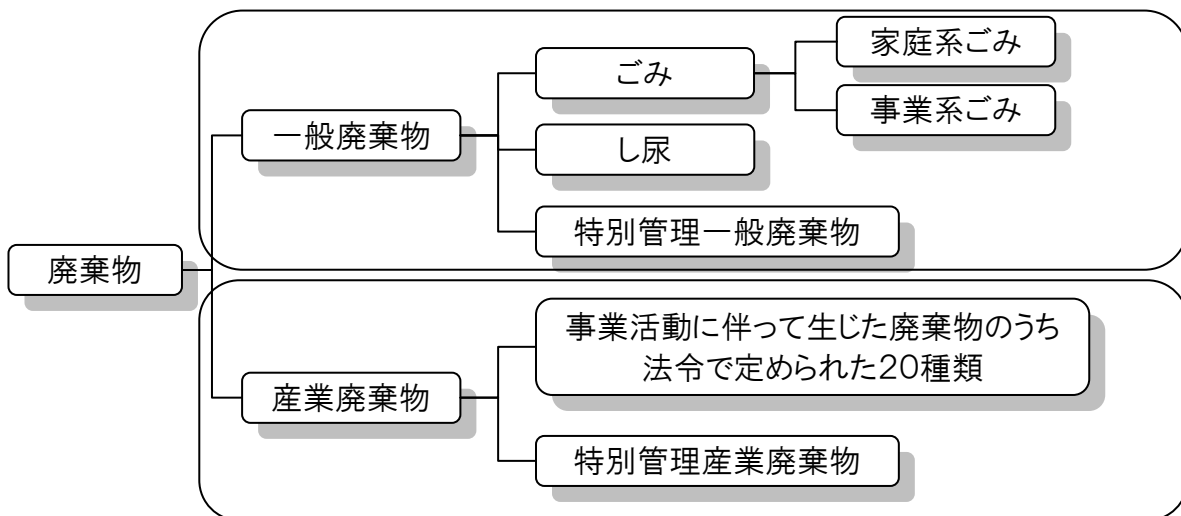 廃棄物
一般廃棄物
ごみ
家庭系ごみ
事業系ごみ
し尿
特別管理一般廃棄物
産業廃棄物
事業活動に伴って生じた廃棄物のうち
法令で定められた20種類
特別管理産業廃棄物